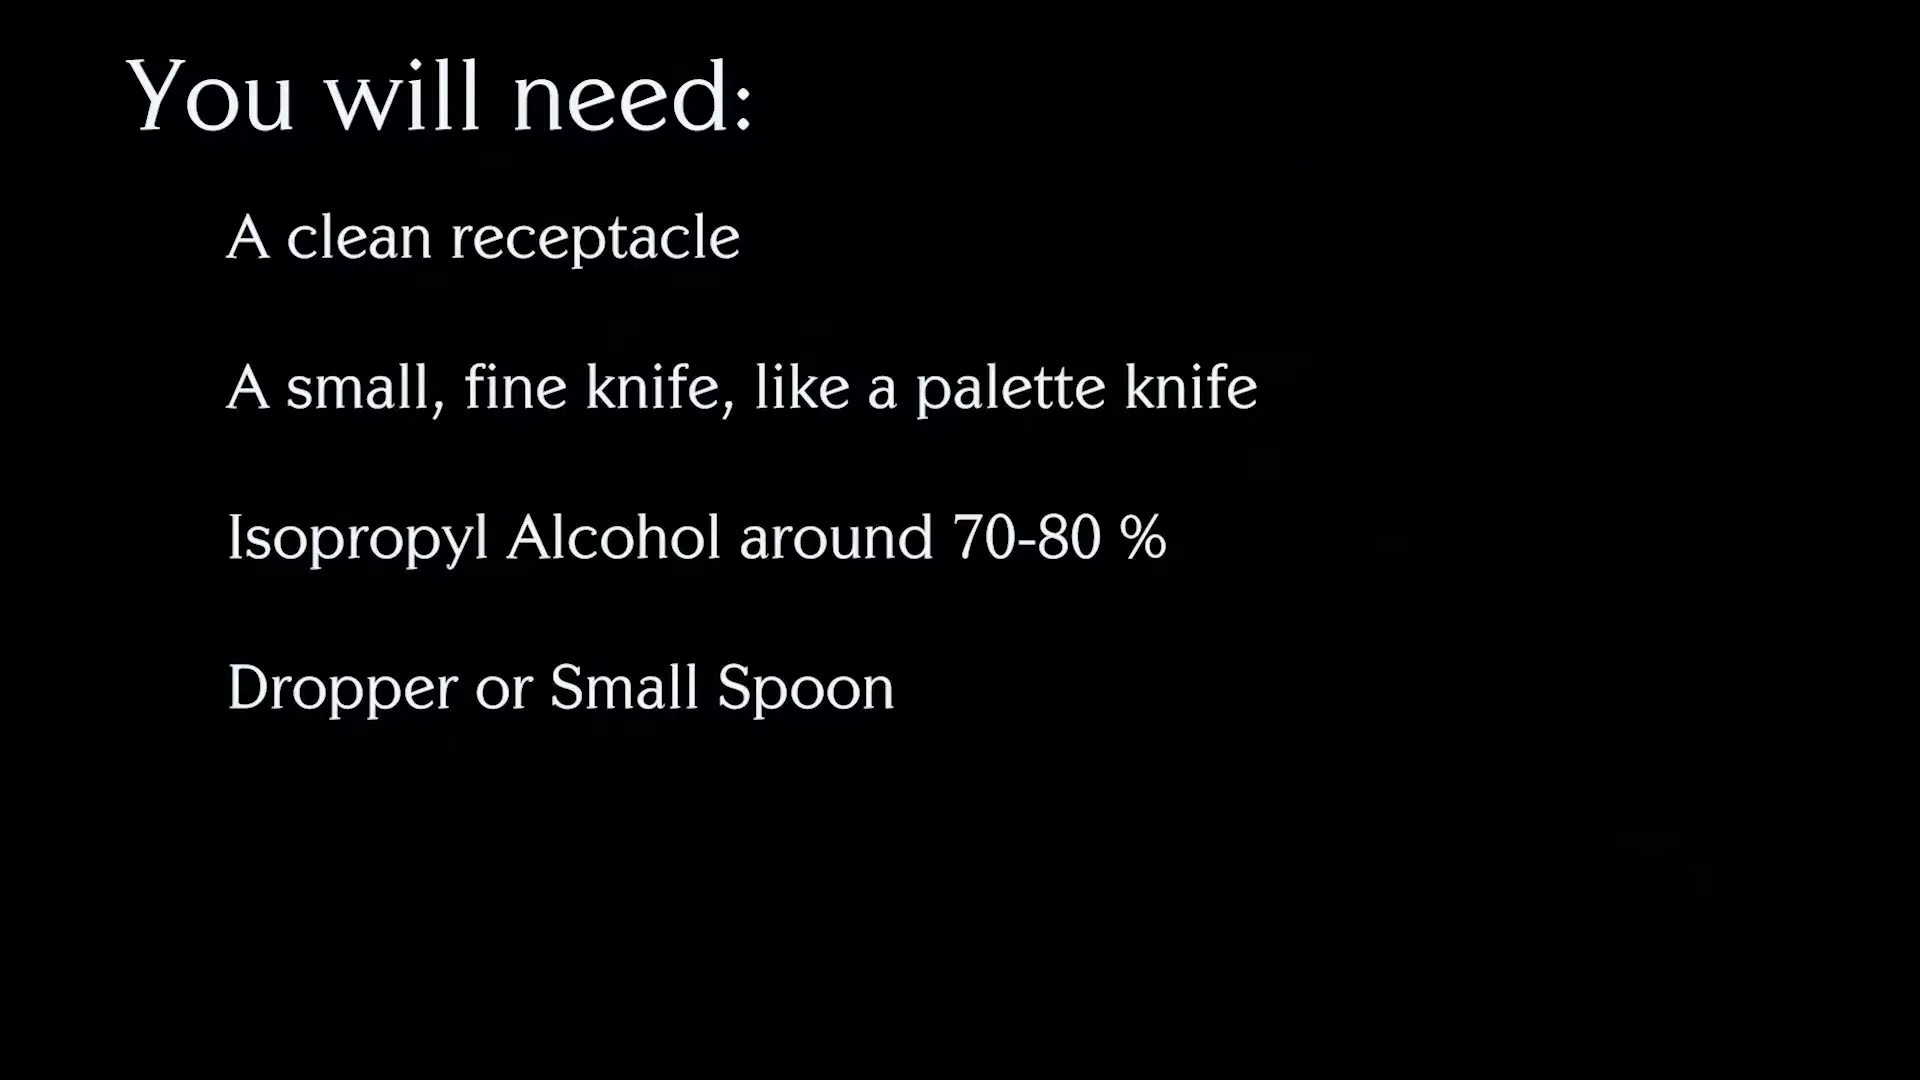 You will need:
A clean receptacle
A small, fine knife, like a palette knife
Isopropyl Alcohol around 70-80 %
Dropper or Small Spoon